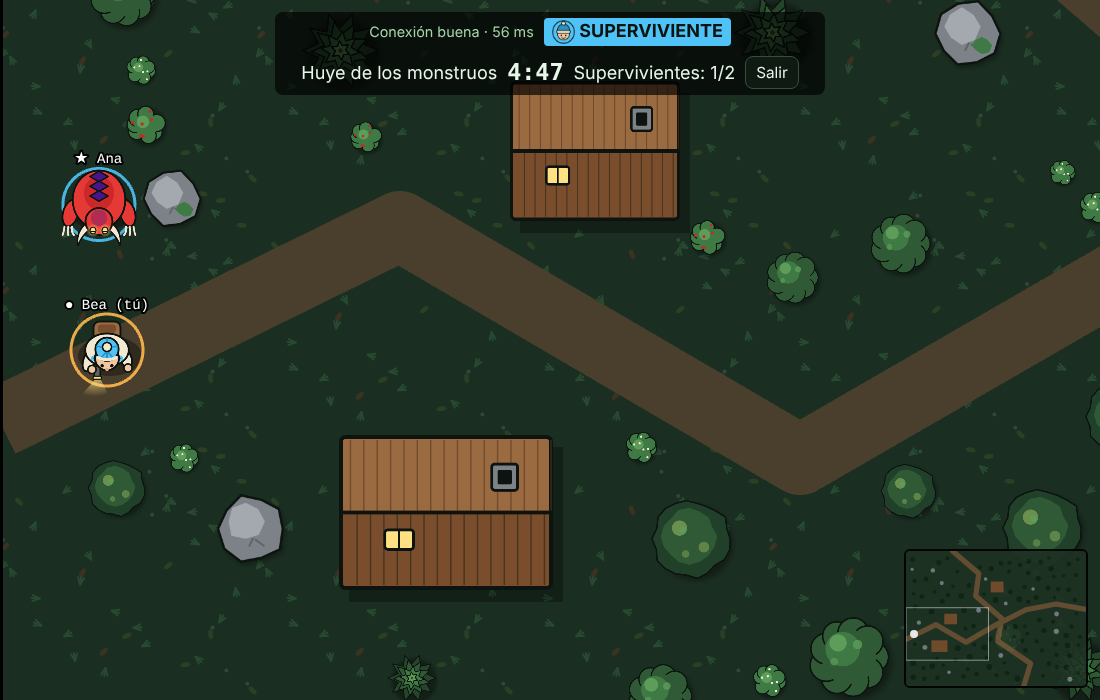 Conexión buena · 56 ms SUPERVIVIENTE
Huye de los monstruos 4:47 Supervivientes: 1/2 Salir
★ Ana
● Bea (tú)